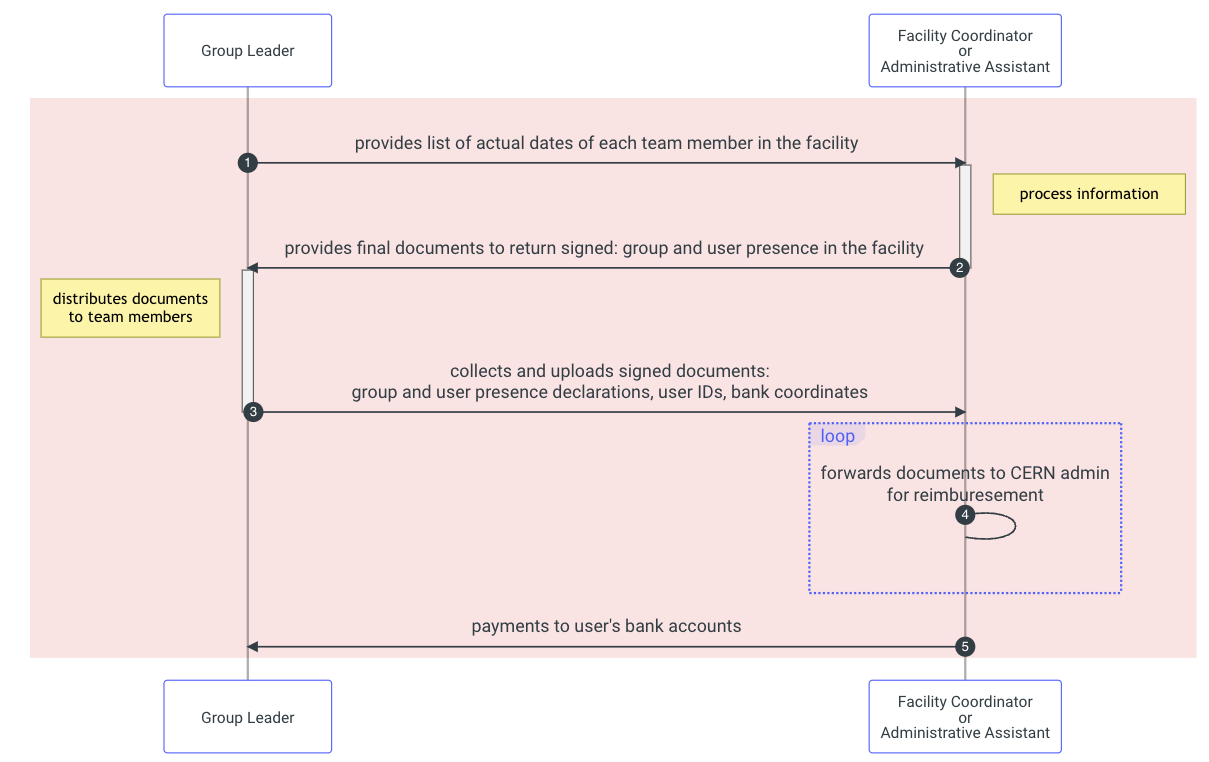 Group Leader
Facility Coordinator
or
Administrative Assistant
provides list of actual dates of each team member in the facility
1
process information
provides final documents to return signed: group and user presence in the facility
2
distributes documents
to team members
collects and uploads signed documents:
group and user presence declarations, user IDs, bank coordinates
3
loop
forwards documents to CERN admin
for reimburesement
4
payments to user's bank accounts
5
Group Leader
Facility Coordinator
or
Administrative Assistant